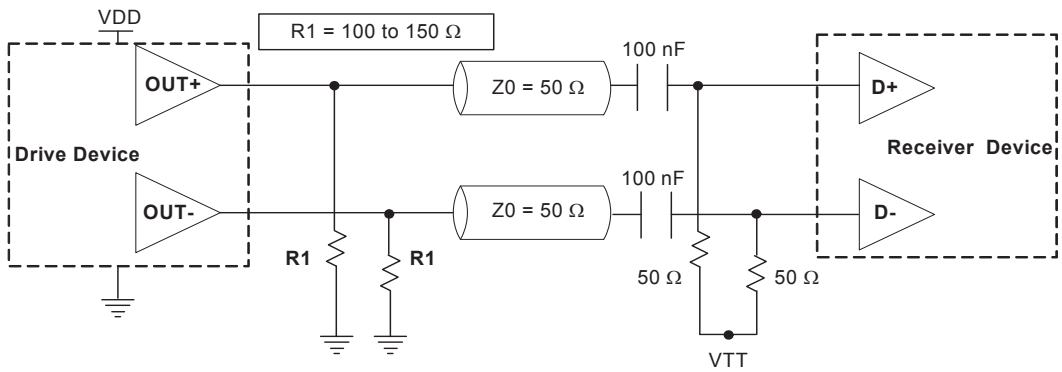 VDD
R1 = 100 to 150 Ω
100 nF
OUT+
Z0 = 50 Ω
D+
Drive Device
Receiver Device
100 nF
OUT-
Z0 = 50 Ω
D-
R1
R1
50 Ω
50 Ω
VTT